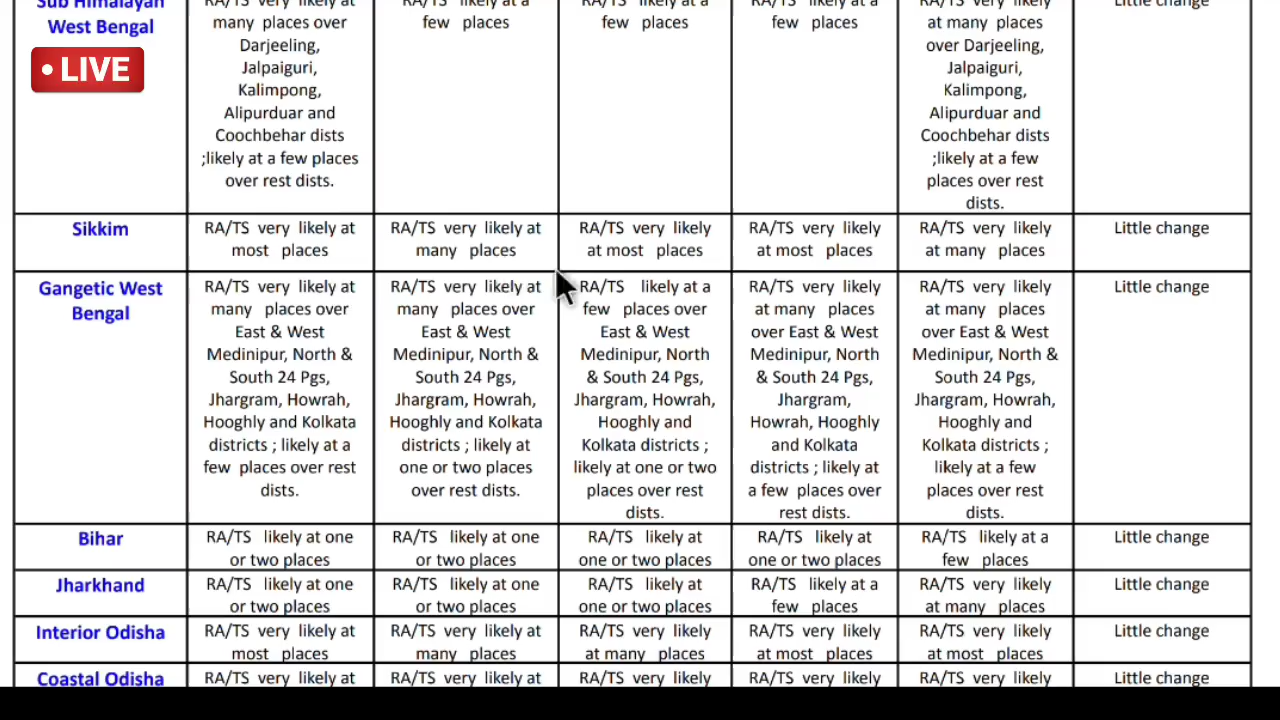 Sub Himalayan
West Bengal
RA/TS very likely at
many places over
Darjeeling,
Jalpaiguri,
Kalimpong,
Alipurduar and
Coochbehar dists
;likely at a few places
over rest dists.
RA/TS likely at a
few places
RA/TS likely at a
few places
RA/TS likely at a
few places
RA/TS very likely
at many places
over Darjeeling,
Jalpaiguri,
Kalimpong,
Alipurduar and
Coochbehar dists
;likely at a few
places over rest
dists.
Little change
• LIVE
Sikkim
RA/TS very likely at
most places
RA/TS very likely at
many places
RA/TS very likely
at most places
RA/TS very likely
at most places
RA/TS very likely
at many places
Little change
Gangetic West
Bengal
RA/TS very likely at
many places over
East & West
Medinipur, North &
South 24 Pgs,
Jhargram, Howrah,
Hooghly and Kolkata
districts ; likely at a
few places over rest
dists.
RA/TS very likely at
many places over
East & West
Medinipur, North &
South 24 Pgs,
Jhargram, Howrah,
Hooghly and Kolkata
districts ; likely at
one or two places
over rest dists.
RA/TS likely at a
few places over
East & West
Medinipur, North
& South 24 Pgs,
Jhargram, Howrah,
Hooghly and
Kolkata districts ;
likely at one or two
places over rest
dists.
RA/TS very likely
at many places
over East & West
Medinipur, North
& South 24 Pgs,
Jhargram,
Howrah, Hooghly
and Kolkata
districts ; likely at
a few places over
rest dists.
RA/TS very likely
at many places
over East & West
Medinipur, North &
South 24 Pgs,
Jhargram, Howrah,
Hooghly and
Kolkata districts ;
likely at a few
places over rest
dists.
Little change
Bihar
RA/TS likely at one
or two places
RA/TS likely at one
or two places
RA/TS likely at
one or two places
RA/TS likely at
one or two places
RA/TS likely at a
few places
Little change
Jharkhand
RA/TS likely at one
or two places
RA/TS likely at one
or two places
RA/TS likely at
one or two places
RA/TS likely at a
few places
RA/TS very likely
at many places
Little change
Interior Odisha
RA/TS very likely at
most places
RA/TS very likely at
many places
RA/TS very likely
at many places
RA/TS very likely
at most places
RA/TS very likely
at most places
Little change
Coastal Odisha
RA/TS very likely at
RA/TS very likely at
RA/TS very likely
RA/TS very likely
RA/TS very likely
Little change